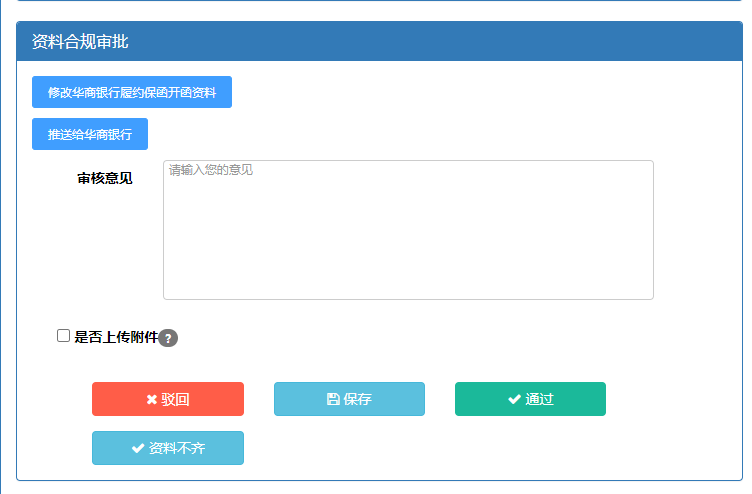 资料合规审批
修改华商银行履约保函开函资料
推送给华商银行
审核意见
请输入您的意见
是否上传附件?
驳回
保存
通过
资料不齐